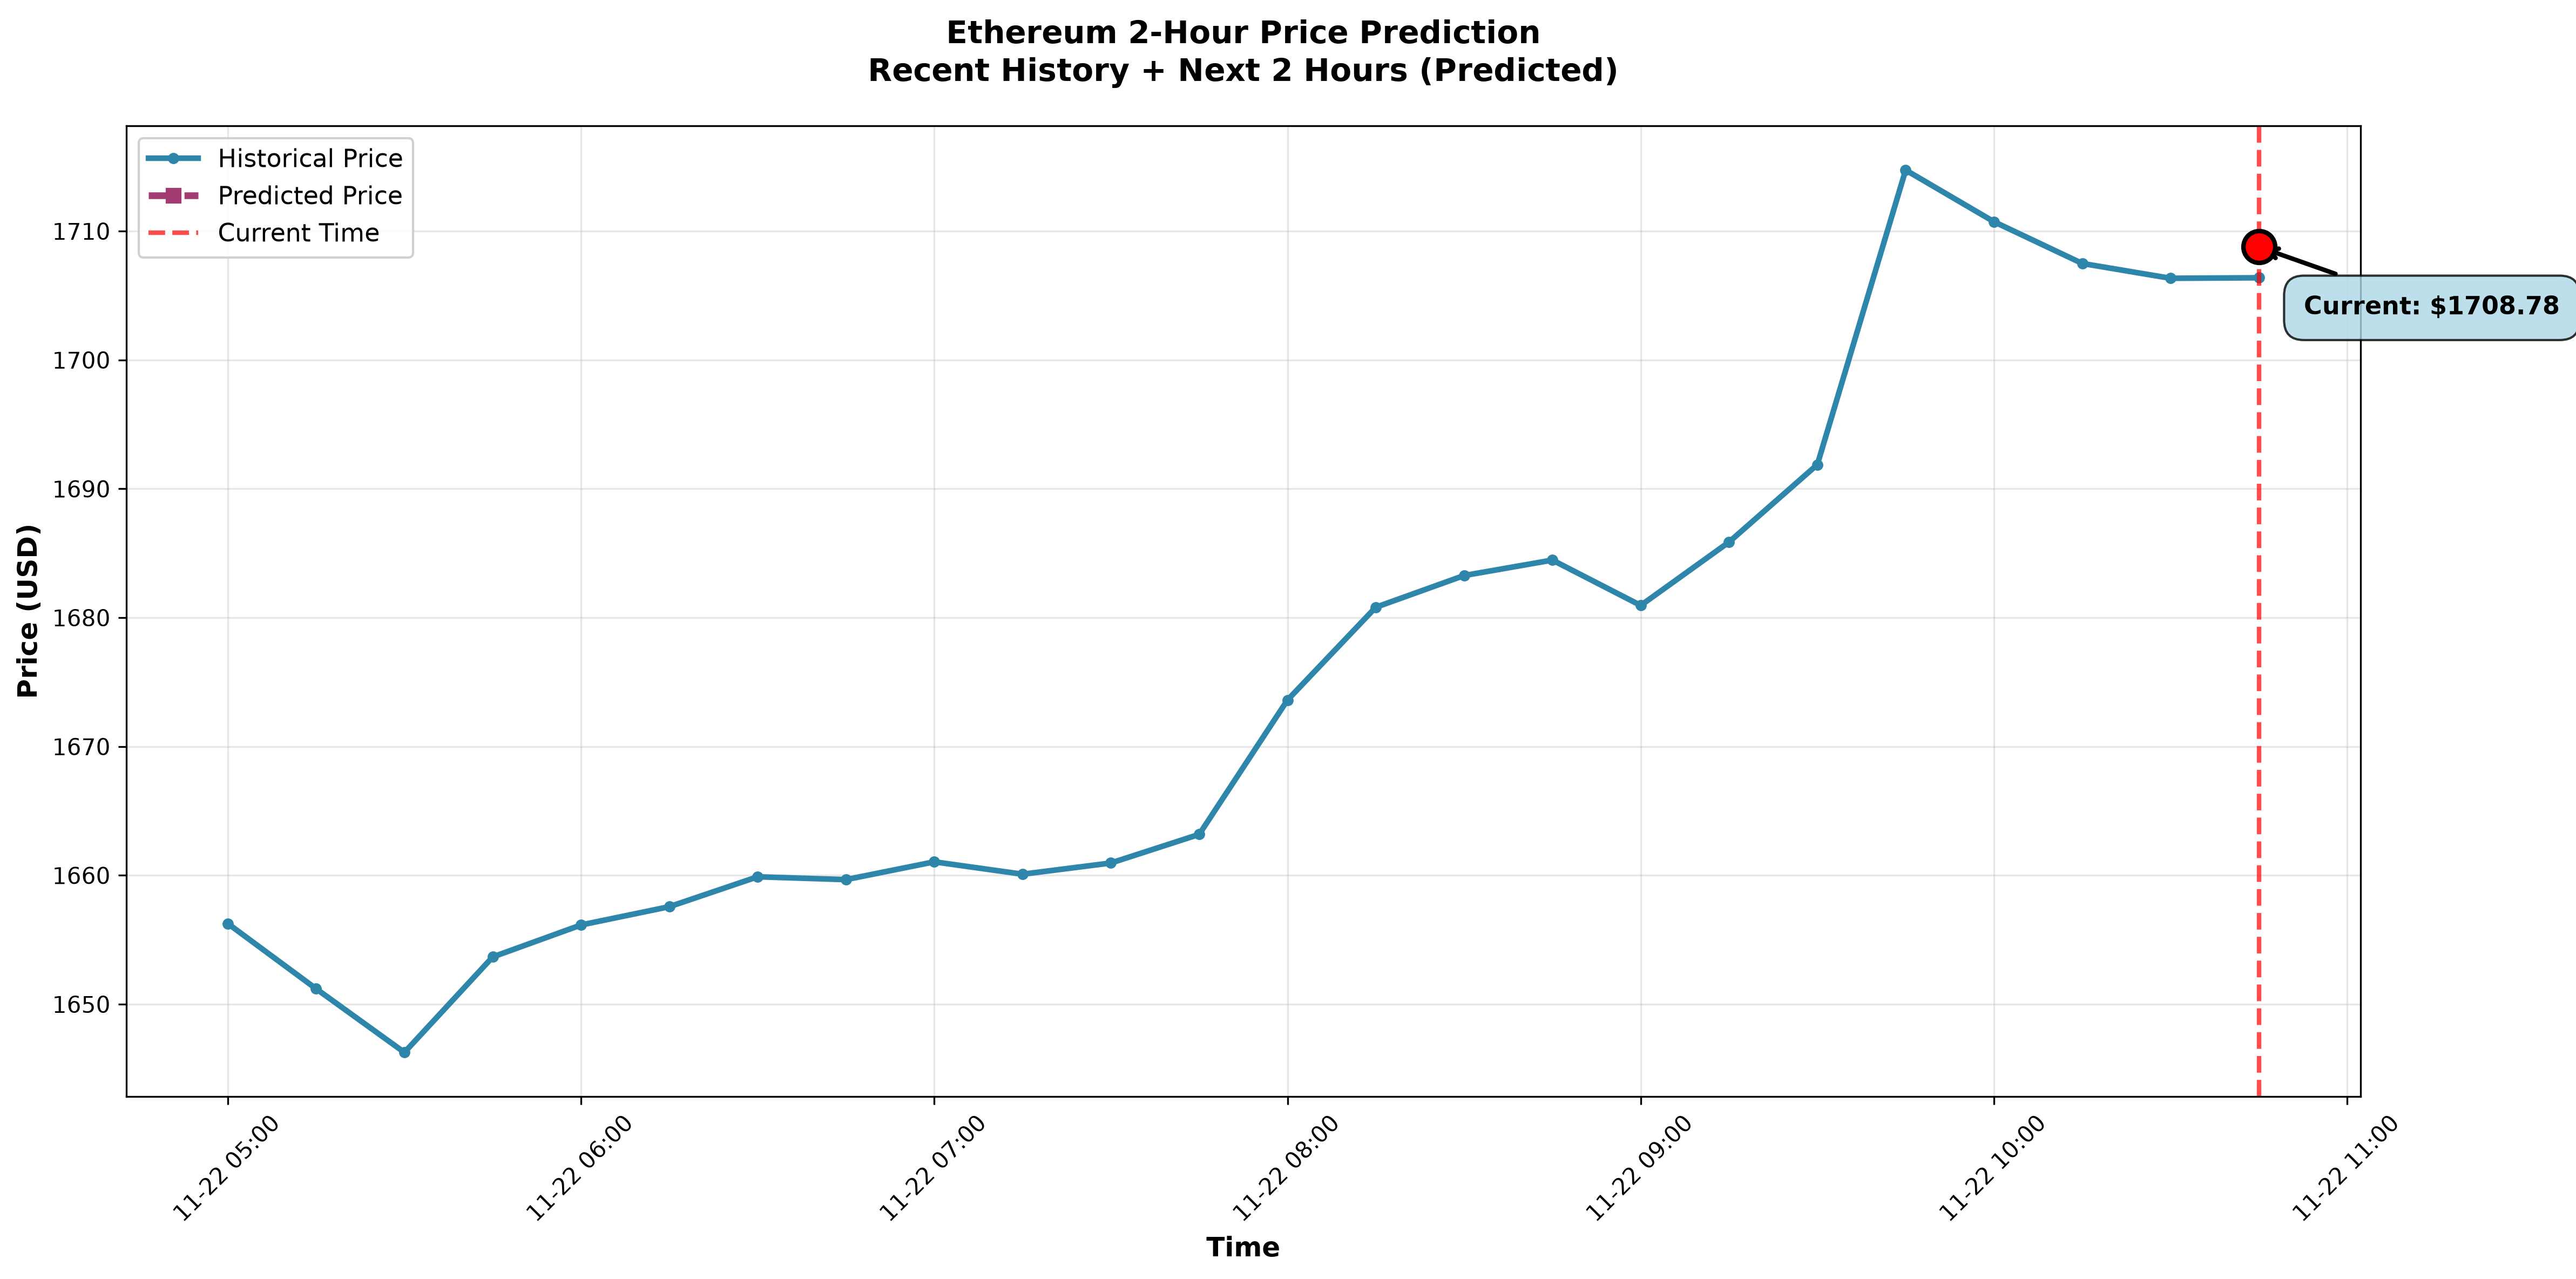 Ethereum 2-Hour Price Prediction
Recent History + Next 2 Hours (Predicted)
Historical Price
Predicted Price
Current Time
Price (USD)
1710
1700
1690
1680
1670
1660
1650
Current: $1708.78
11-22 05:00
11-22 06:00
11-22 07:00
11-22 08:00
11-22 09:00
11-22 10:00
11-22 11:00
Time